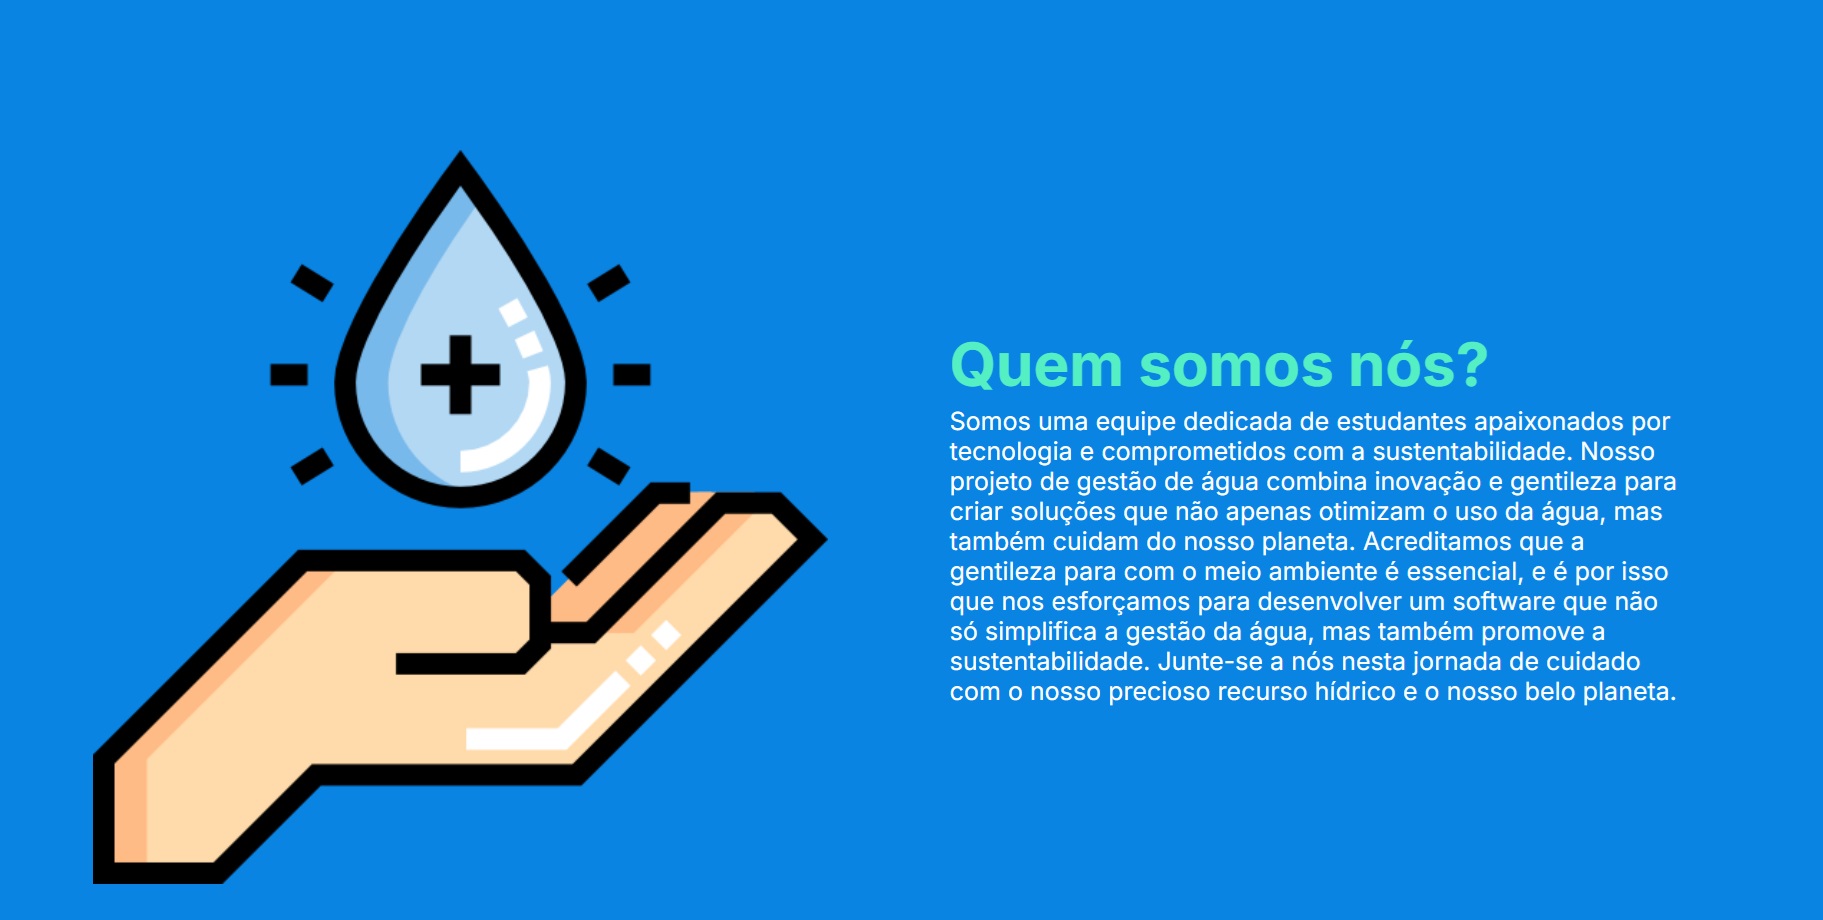 Quem somos nós?
Somos uma equipe dedicada de estudantes apaixonados por
tecnologia e comprometidos com a sustentabilidade. Nosso
projeto de gestão de água combina inovação e gentileza para
criar soluções que não apenas otimizam o uso da água, mas
também cuidam do nosso planeta. Acreditamos que a
gentileza para com o meio ambiente é essencial, e é por isso
que nos esforçamos para desenvolver um software que não
só simplifica a gestão da água, mas também promove a
sustentabilidade. Junte-se a nós nesta jornada de cuidado
com o nosso precioso recurso hídrico e o nosso belo planeta.